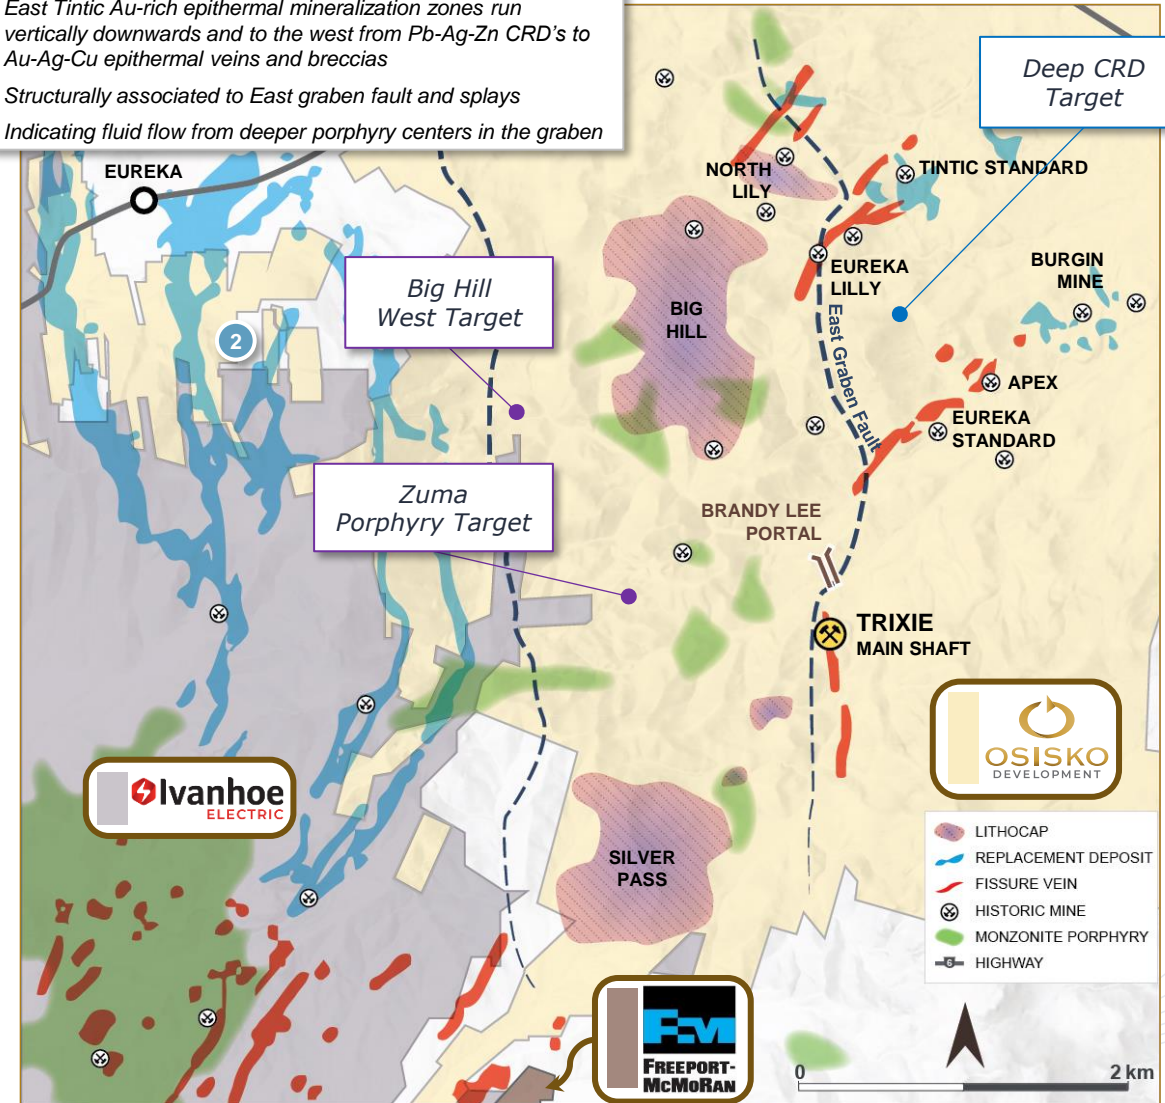 East Tintic Au-rich epithermal mineralization zones run
vertically downwards and to the west from Pb-Ag-Zn CRD's to
Au-Ag-Cu epithermal veins and breccias
Structurally associated to East graben fault and splays
Indicating fluid flow from deeper porphyry centers in the graben
Deep CRD
Target
EUREKA
NORTH
LILY
TINTIC STANDARD
EUREKA
LILLY
BURGIN
MINE
Big Hill
West Target
BIG
HILL
2
East Graben Fault
APEX
EUREKA
STANDARD
Zuma
Porphyry Target
BRANDY LEE
PORTAL
TRIXIE
MAIN SHAFT
OSISKO
DEVELOPMENT
Ivanhoe
ELECTRIC
SILVER
PASS
LITHOCAP
REPLACEMENT DEPOSIT
FISSURE VEIN
HISTORIC MINE
MONZONITE PORPHYRY
6
HIGHWAY
FM
FREEPORT-
MCMORAN
0
2 km